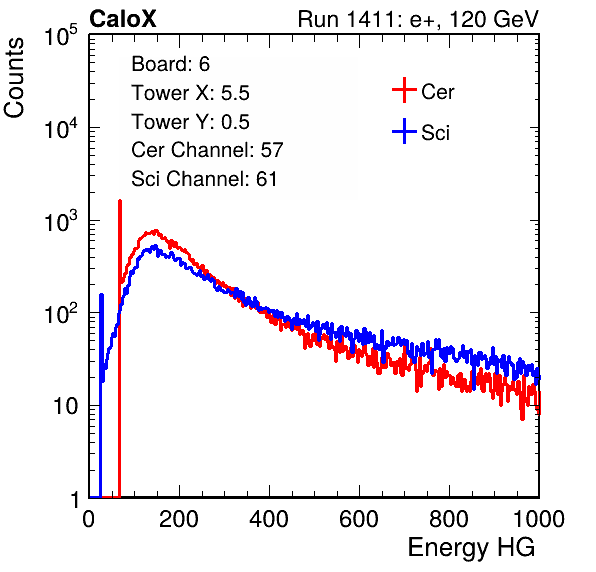 CaloX Run 1411: e+, 120 GeV
Counts
Board: 6
Tower X: 5.5
Tower Y: 0.5
Cer Channel: 57
Sci Channel: 61
Cer
Sci
10^5
10^4
10^3
10^2
10
1
0 200 400 600 800 1000
Energy HG